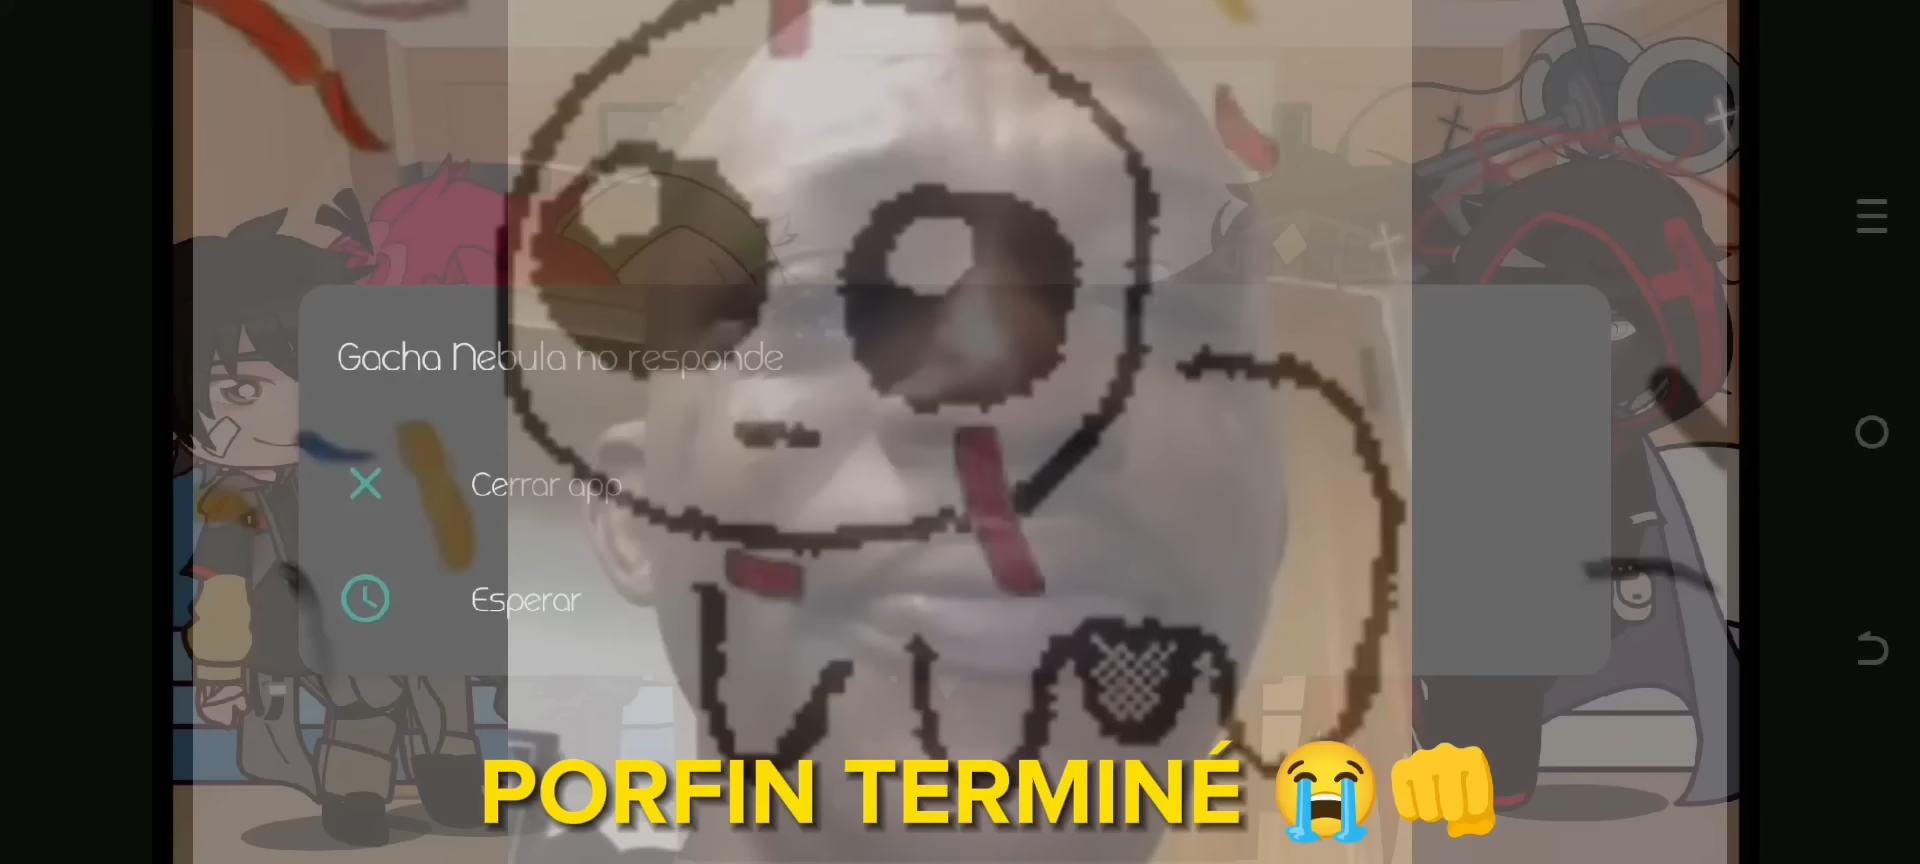 Gacha Nebula no responde
Cerrar app
Esperar
PORFIN TERMINÉ 😭👊